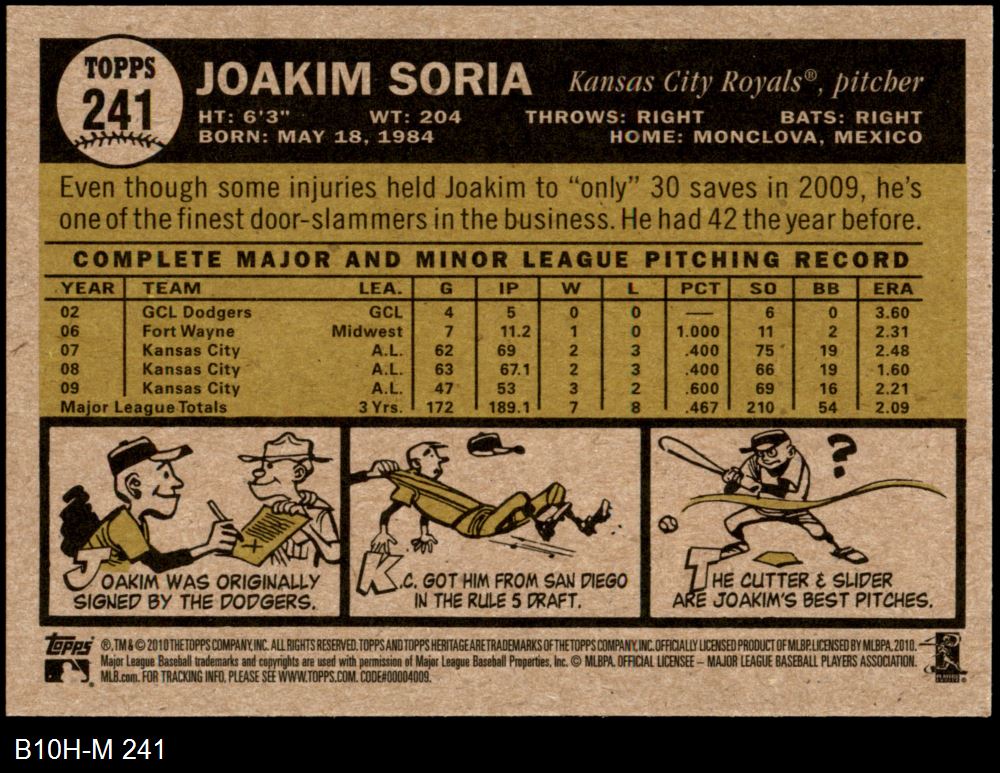 TOPPS
241
JOAKIM SORIA Kansas City Royals®, pitcher
HT: 6'3" WT: 204 THROWS: RIGHT BATS: RIGHT
BORN: MAY 18, 1984 HOME: MONCLOVA, MEXICO
Even though some injuries held Joakim to “only” 30 saves in 2009, he's
one of the finest door-slammers in the business. He had 42 the year before.
COMPLETE MAJOR AND MINOR LEAGUE PITCHING RECORD
YEAR TEAM LEA. G IP W L PCT SO BB ERA
02 GCL Dodgers GCL 4 5 0 0 — 6 0 3.60
06 Fort Wayne Midwest 7 11.2 1 0 1.000 11 2 2.31
07 Kansas City A.L. 62 69 2 3 .400 75 19 2.48
08 Kansas City A.L. 63 67.1 2 3 .400 66 19 1.60
09 Kansas City A.L. 47 53 3 2 .600 69 16 2.21
Major League Totals 3 Yrs. 172 189.1 7 8 .467 210 54 2.09
X
JOAKIM WAS ORIGINALLY
SIGNED BY THE DODGERS.
K.C. GOT HIM FROM SAN DIEGO
IN THE RULE 5 DRAFT.
?
THE CUTTER & SLIDER
ARE JOAKIM'S BEST PITCHES.
Topps ®, TM & © 2010 THE TOPPS COMPANY, INC. ALL RIGHTS RESERVED. TOPPS AND TOPPS HERITAGE ARE TRADEMARKS OF THE TOPPS COMPANY, INC. OFFICIALLY LICENSED PRODUCT OF MLBP. LICENSED BY MLBPA, 2010.
Major League Baseball trademarks and copyrights are used with permission of Major League Baseball Properties, Inc. © MLBPA. OFFICIAL LICENSEE – MAJOR LEAGUE BASEBALL PLAYERS ASSOCIATION.
MLB.com. FOR TRACKING INFO, PLEASE SEE WWW.TOPPS.COM. CODE#00004009.
B10H-M 241